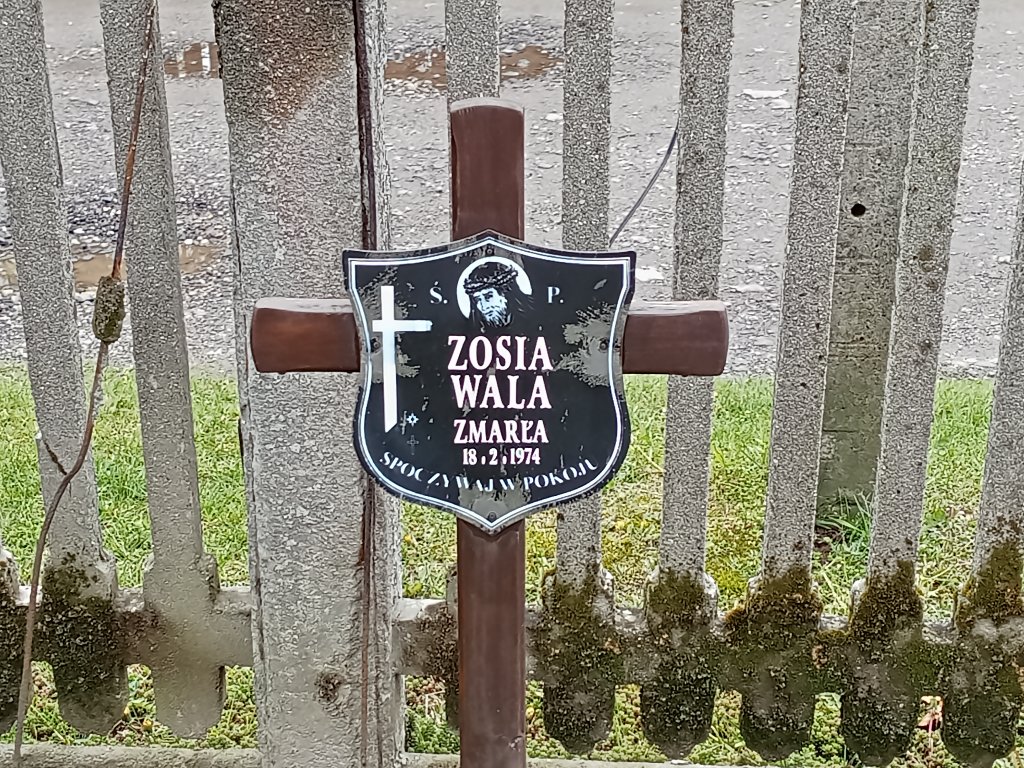 Ś. P.
ZOSIA
WALA
ZMARŁA
18.2.1974
SPOCZYWAJ W POKOJU